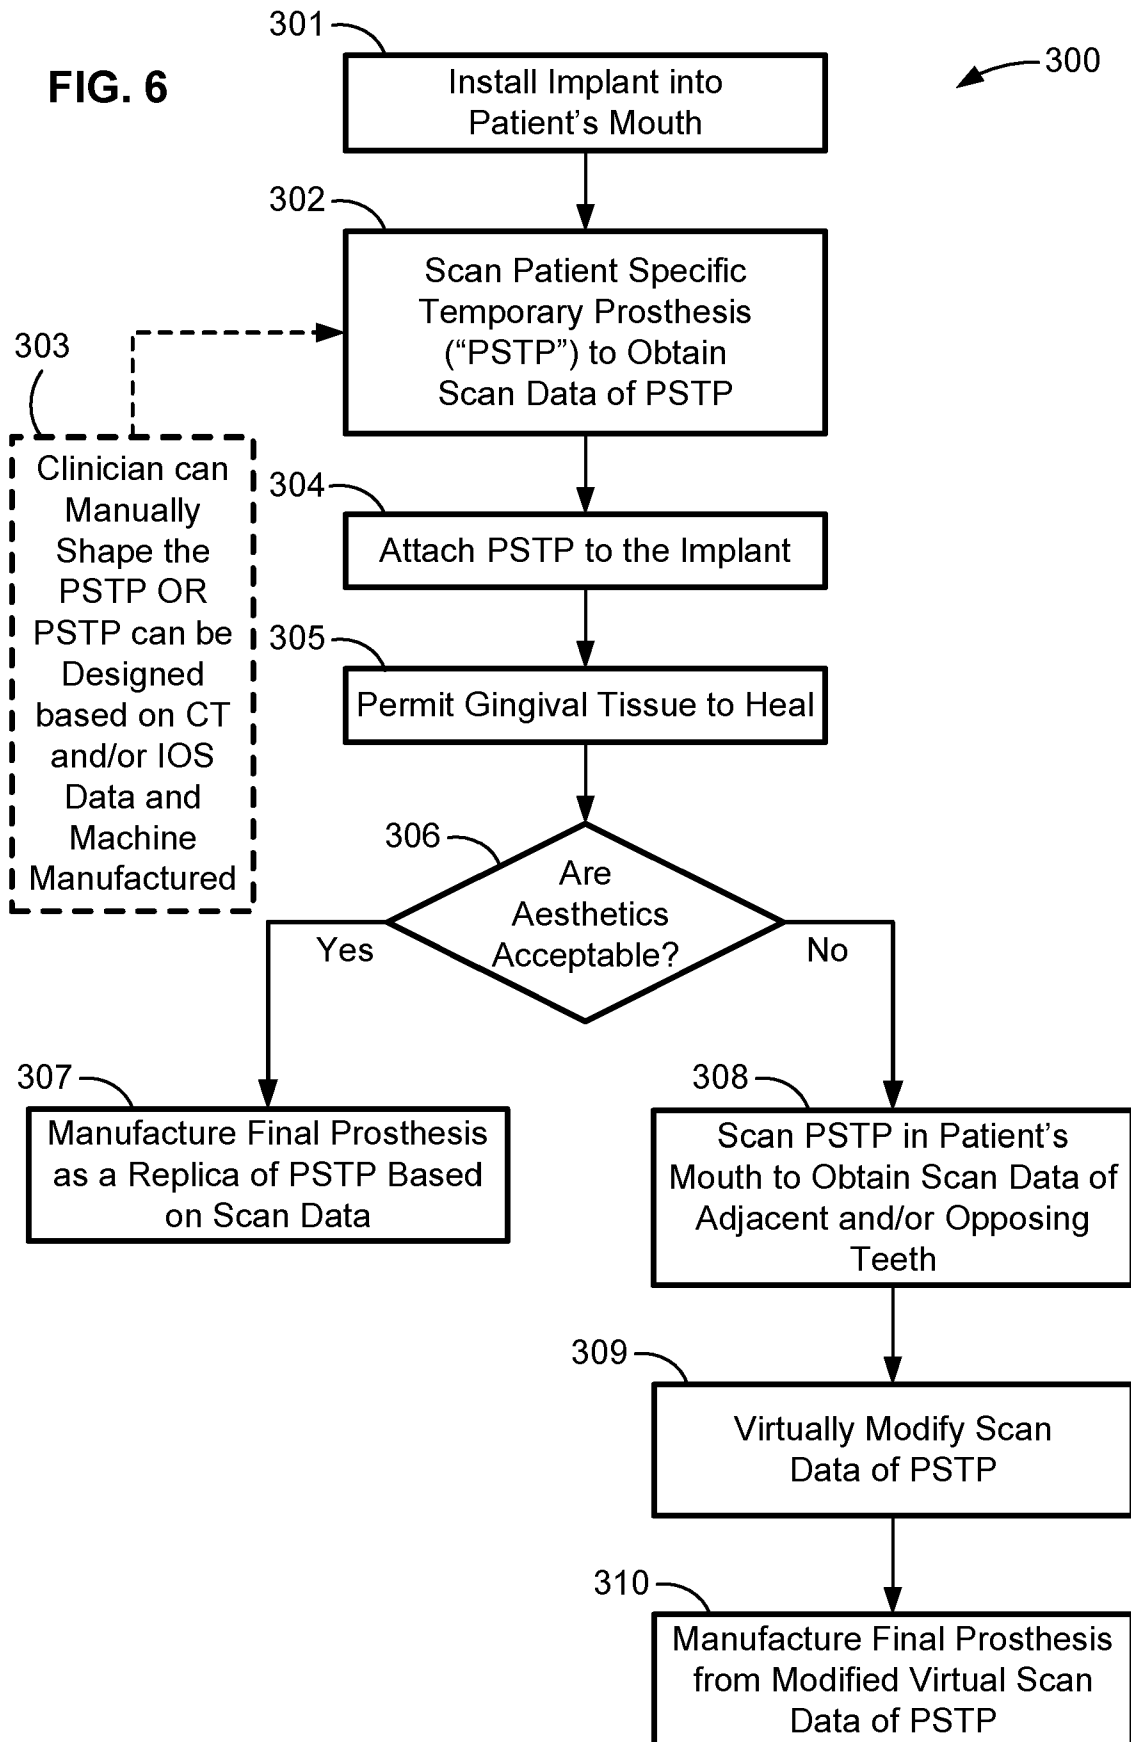 FIG. 6
300
301
Install Implant into
Patient's Mouth
302
Scan Patient Specific
Temporary Prosthesis
(“PSTP”) to Obtain
Scan Data of PSTP
303
Clinician can
Manually
Shape the
PSTP OR
PSTP can be
Designed
based on CT
and/or IOS
Data and
Machine
Manufactured
304
Attach PSTP to the Implant
305
Permit Gingival Tissue to Heal
306
Are
Aesthetics
Acceptable?
Yes
No
307
Manufacture Final Prosthesis
as a Replica of PSTP Based
on Scan Data
308
Scan PSTP in Patient's
Mouth to Obtain Scan Data of
Adjacent and/or Opposing
Teeth
309
Virtually Modify Scan
Data of PSTP
310
Manufacture Final Prosthesis
from Modified Virtual Scan
Data of PSTP